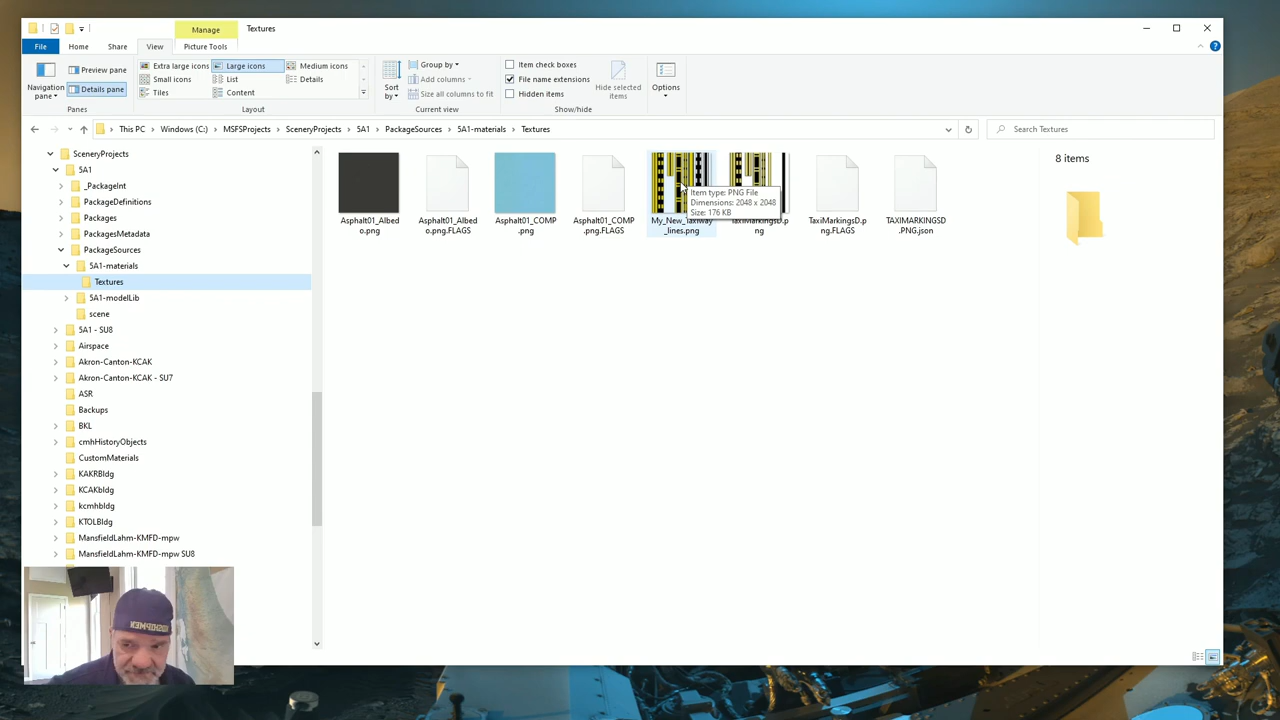 Manage
Textures
File
Home
Share
View
Picture Tools
Navigation pane
Preview pane
Details pane
Panes
Extra large icons
Large icons
Medium icons
Small icons
List
Details
Tiles
Content
Layout
Sort by
Group by
Add columns
Size all columns to fit
Current view
Item check boxes
File name extensions
Hidden items
Hide selected items
Show/hide
Options
This PC
Windows (C:)
MSFSProjects
SceneryProjects
5A1
PackageSources
5A1-materials
Textures
Search Textures
SceneryProjects
5A1
_PackageInt
PackageDefinitions
Packages
PackagesMetadata
PackageSources
5A1-materials
Textures
5A1-modelLib
scene
5A1 - SU8
Airspace
Akron-Canton-KCAK
Akron-Canton-KCAK - SU7
ASR
Backups
BKL
cmhHistoryObjects
CustomMaterials
KAKRBldg
KCAKbldg
kcmhbldg
KTOLBldg
MansfieldLahm-KMFD-mpw
MansfieldLahm-KMFD-mpw SU8
Asphalt01_Albed
o.png
Asphalt01_Albed
o.png.FLAGS
Asphalt01_COMP
.png
Asphalt01_COMP
.png.FLAGS
My_New_Taxiway
_lines.png
TaxiMarkingsD.p
ng
TaxiMarkingsD.p
ng.FLAGS
TAXIMARKINGSD
.PNG.json
Item type: PNG File
Dimensions: 2048 x 2048
Size: 176 KB
8 items